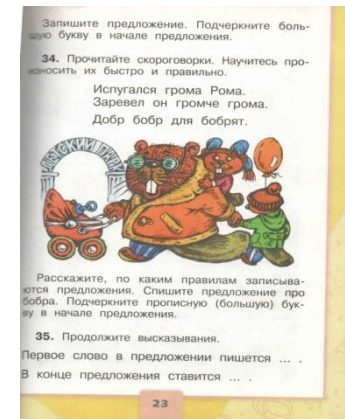 Запишите предложение. Подчеркните боль-
шую букву в начале предложения.
34. Прочитайте скороговорки. Научитесь про-
износить их быстро и правильно.
Испугался грома Рома.
Заревел он громче грома.
Добр бобр для бобрят.
ДЕТСКИЙ ПАРК
Расскажите, по каким правилам записыва-
ются предложения. Спишите предложение про
бобра. Подчеркните прописную (большую) бук-
ву в начале предложения.
35. Продолжите высказывания.
Первое слово в предложении пишется ... .
В конце предложения ставится ... .
23